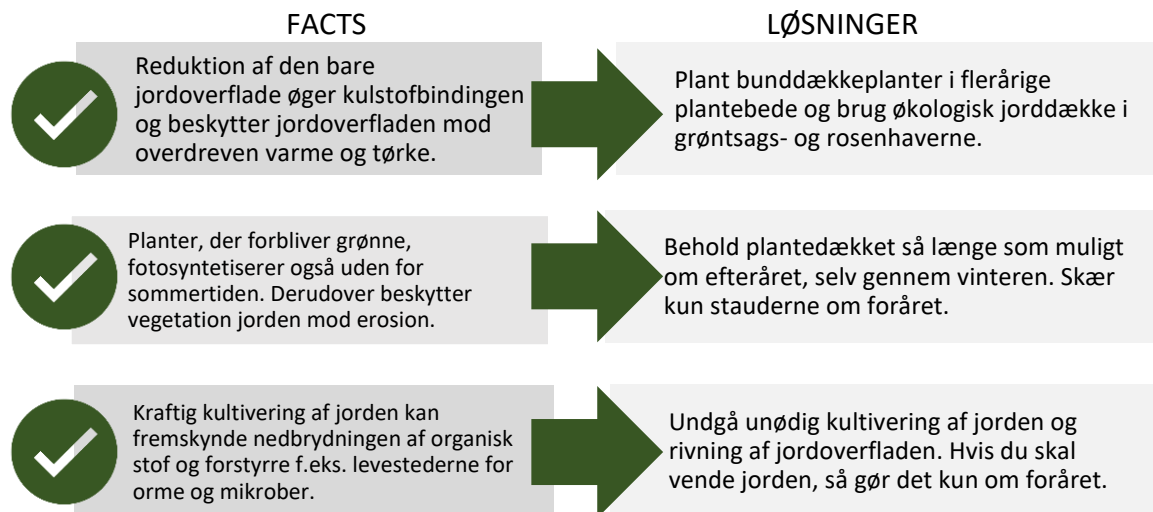 FACTS
LØSNINGER
Reduktion af den bare
jordoverflade øger kulstofbindingen
og beskytter jordoverfladen mod
overdreven varme og tørke.
Plant bunddækkeplanter i flerårige
plantebede og brug økologisk jorddække i
grøntsags- og rosenhaverne.
Planter, der forbliver grønne,
fotosyntetiserer også uden for
sommertiden. Derudover beskytter
vegetation jorden mod erosion.
Behold plantedækket så længe som muligt
om efteråret, selv gennem vinteren. Skær
kun stauderne om foråret.
Kraftig kultivering af jorden kan
fremskynde nedbrydningen af organisk
stof og forstyrre f.eks. levestederne for
orme og mikrober.
Undgå unødig kultivering af jorden og
rivning af jordoverfladen. Hvis du skal
vende jorden, så gør det kun om foråret.